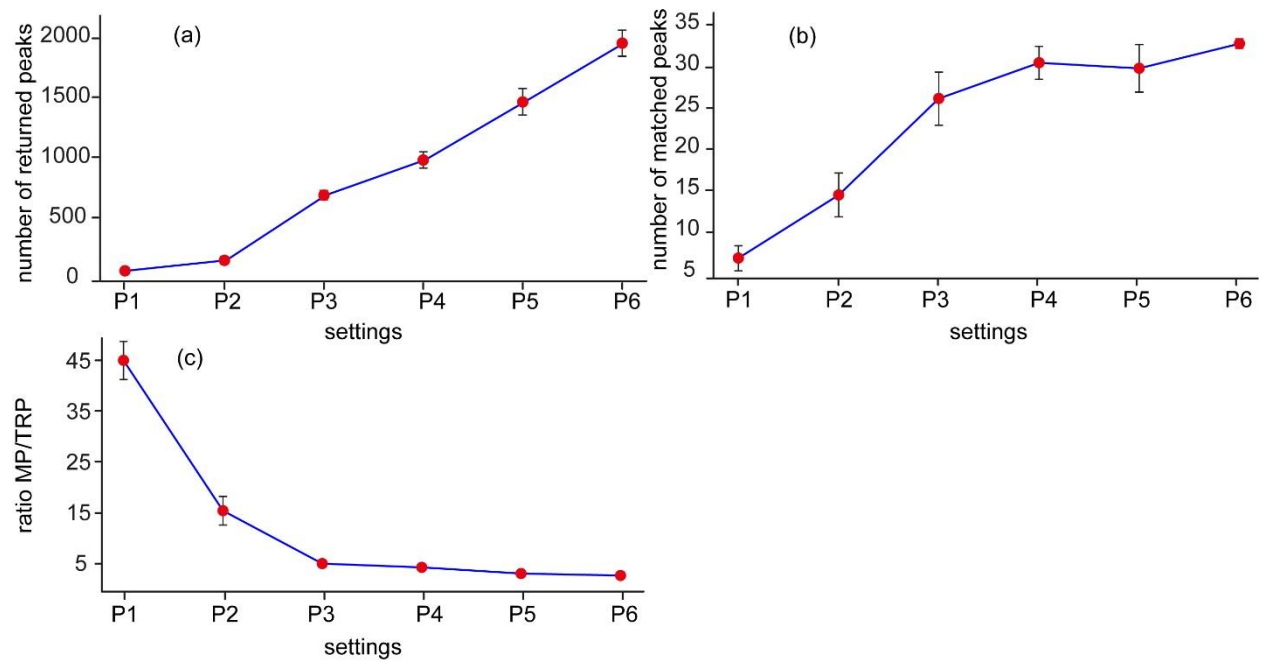 number of returned peaks
(a)
2000
1500
1000
500
0
P1 P2 P3 P4 P5 P6
settings
number of matched peaks
(b)
35
30
25
20
15
10
5
P1 P2 P3 P4 P5 P6
settings
ratio MP/TRP
(c)
45
35
25
15
5
P1 P2 P3 P4 P5 P6
settings